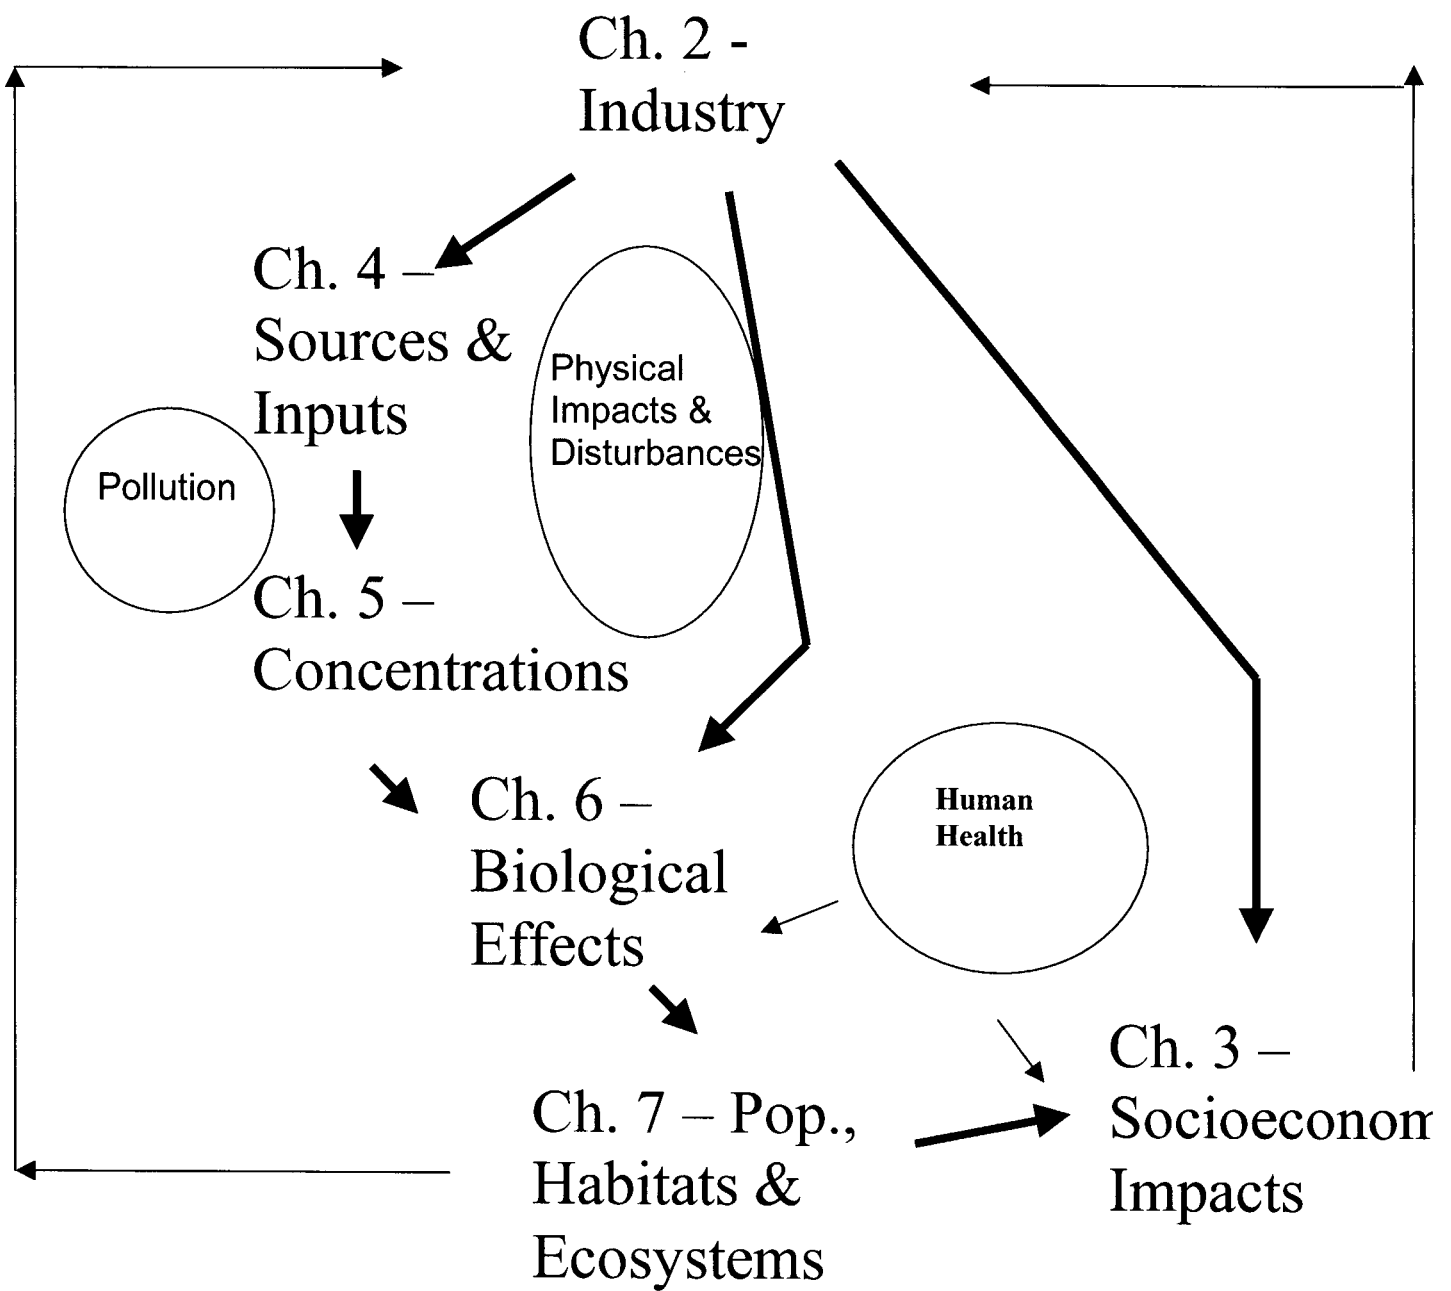 Ch. 2 -
Industry
Ch. 4 –
Sources &
Inputs
Physical
Impacts &
Disturbances
Pollution
Ch. 5 –
Concentrations
Ch. 6 –
Biological
Effects
Human
Health
Ch. 7 – Pop.,
Habitats &
Ecosystems
Ch. 3 –
Socioeconom
Impacts